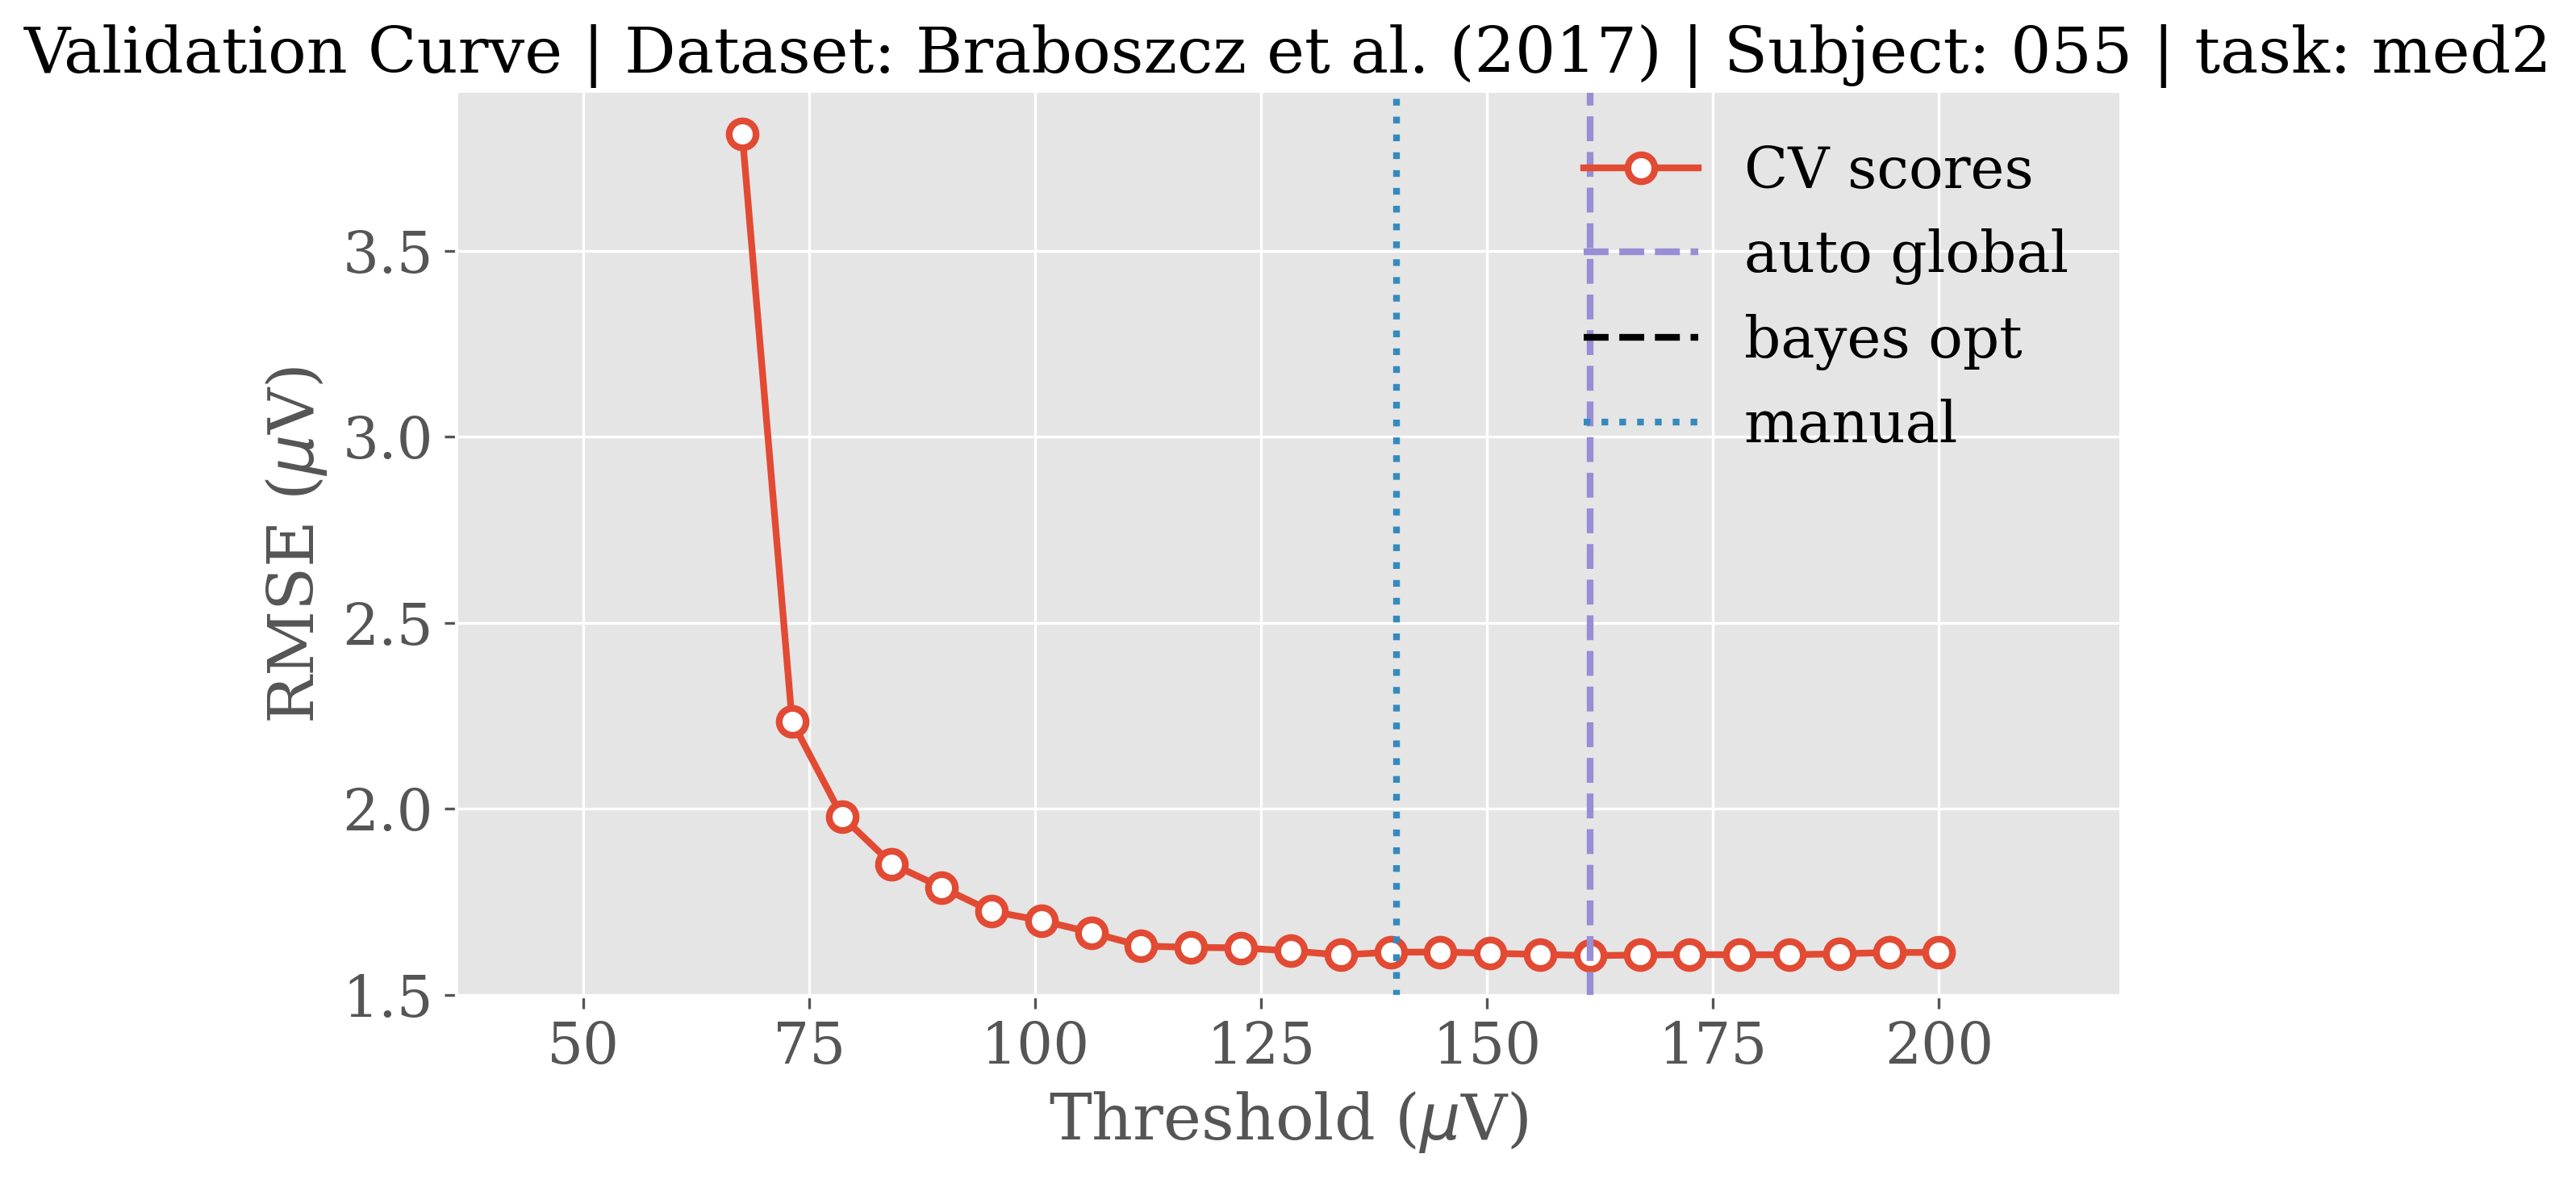 Validation Curve | Dataset: Braboszcz et al. (2017) | Subject: 055 | task: med2
CV scores
auto global
bayes opt
manual
RMSE (μV)
3.5
3.0
2.5
2.0
1.5
50 75 100 125 150 175 200
Threshold (μV)